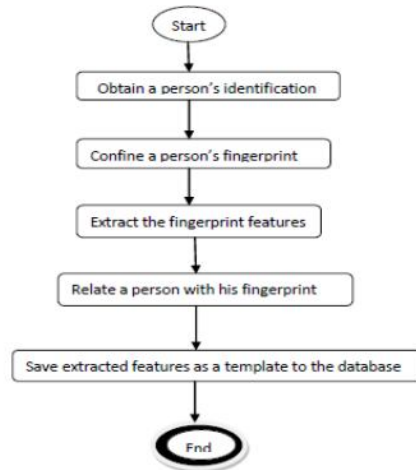 Start
Obtain a person's identification
Confine a person's fingerprint
Extract the fingerprint features
Relate a person with his fingerprint
Save extracted features as a template to the database
End